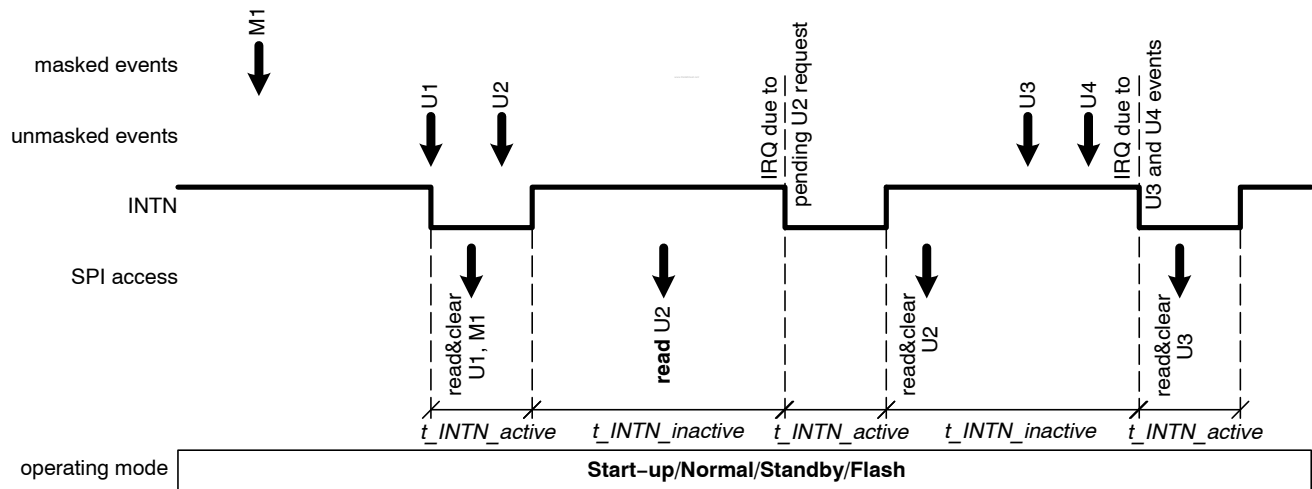 M1
masked events
U1
U2
IRQ due to
pending U2 request
U3
U4
IRQ due to
U3 and U4 events
unmasked events
INTN
SPI access
read&clear
U1, M1
read U2
read&clear
U2
read&clear
U3
t_INTN_active
t_INTN_inactive
t_INTN_active
t_INTN_inactive
t_INTN_active
operating mode
Start−up/Normal/Standby/Flash